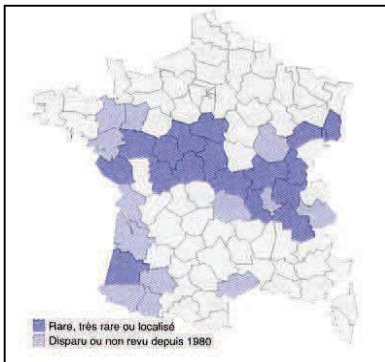 Rare, très rare ou localisé
Disparu ou non revu depuis 1980